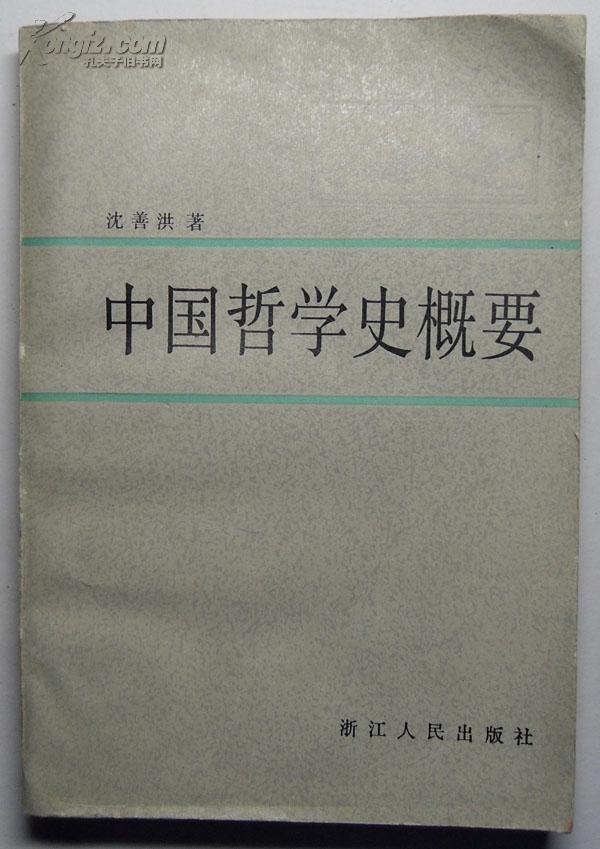 Kongfz.com
孔夫子旧书网
沈善洪 著
中国哲学史概要
浙江人民出版社